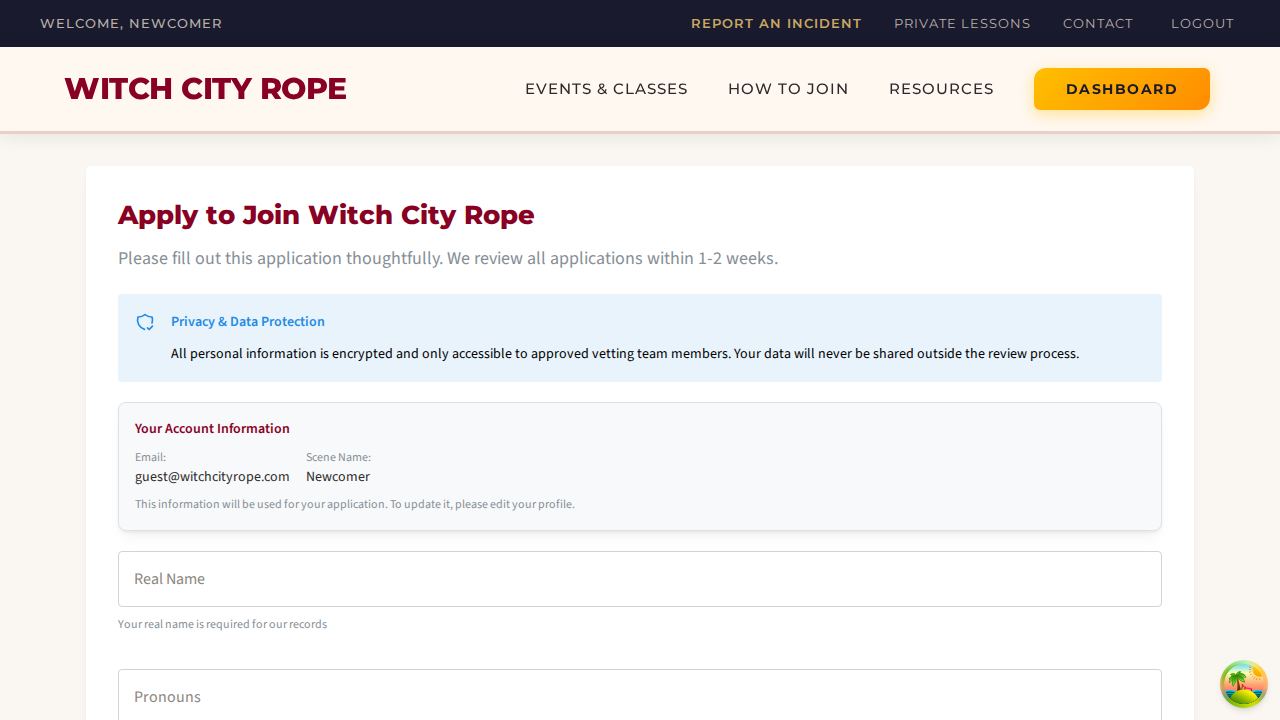 WELCOME, NEWCOMER
REPORT AN INCIDENT
PRIVATE LESSONS
CONTACT
LOGOUT
WITCH CITY ROPE
EVENTS & CLASSES
HOW TO JOIN
RESOURCES
DASHBOARD
Apply to Join Witch City Rope
Please fill out this application thoughtfully. We review all applications within 1-2 weeks.
Privacy & Data Protection
All personal information is encrypted and only accessible to approved vetting team members. Your data will never be shared outside the review process.
Your Account Information
Email:
guest@witchcityrope.com
Scene Name:
Newcomer
This information will be used for your application. To update it, please edit your profile.
Real Name
Your real name is required for our records
Pronouns